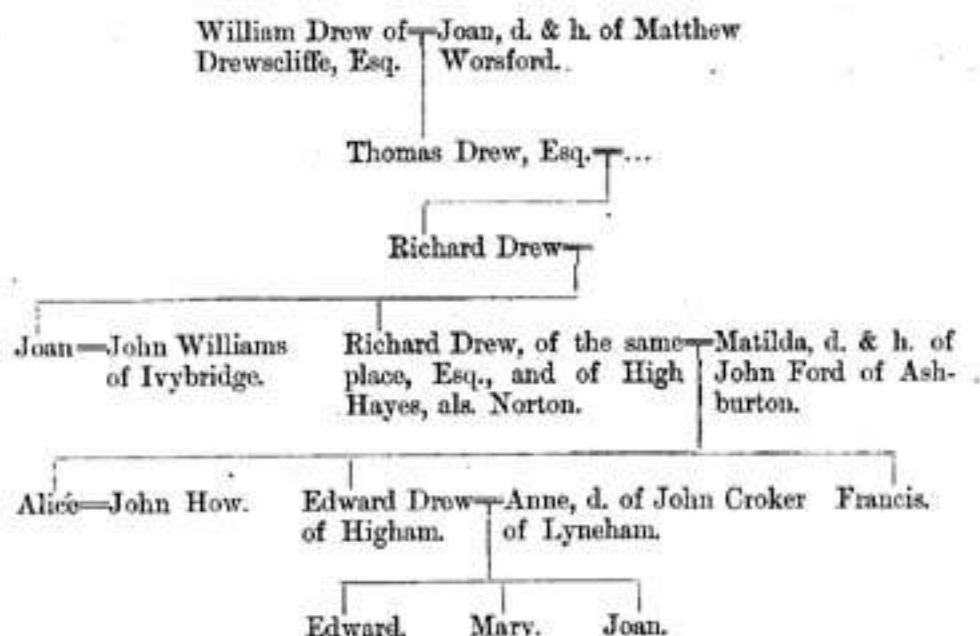 William Drew of Joan, d. & h. of Matthew
Drewscliffe, Esq. Worsford.
Thomas Drew, Esq. ...
Richard Drew
Joan John Williams
of Ivybridge.
Richard Drew, of the same
place, Esq., and of High
Hayes, als. Norton.
Matilda, d. & h. of
John Ford of Ash-
burton.
Alice John How.
Edward Drew
of Higham.
Anne, d. of John Croker
of Lyneham.
Francis.
Edward. Mary. Joan.